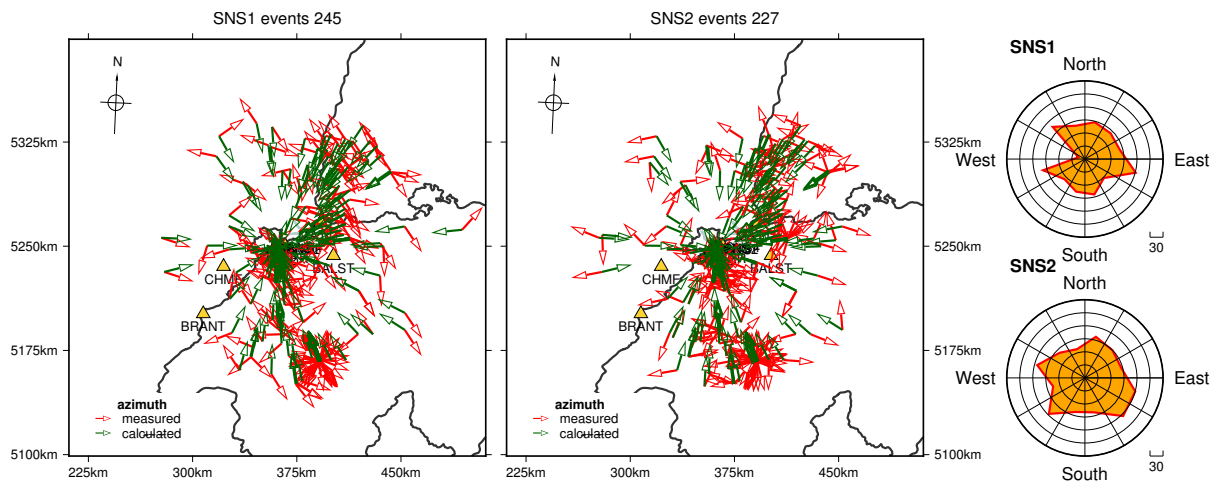 SNS1 events 245
SNS2 events 227
N
N
5325km
5250km
5175km
5100km
225km
300km
375km
450km
225km
300km
375km
450km
5325km
5250km
5175km
5100km
CHMF
BALST
BRANT
CHMF
BALST
BRANT
azimuth
measured
calculated
azimuth
measured
calculated
SNS1
North
West
East
South
30
SNS2
North
West
East
South
30